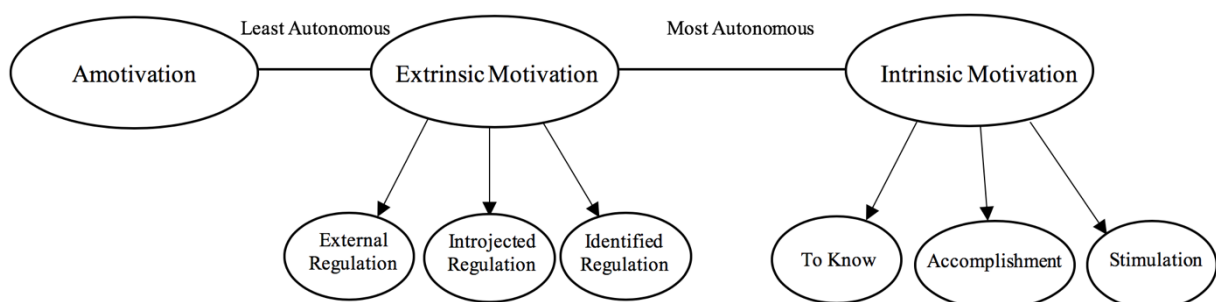 Least Autonomous
Most Autonomous
Amotivation
Extrinsic Motivation
Intrinsic Motivation
External
Regulation
Introjected
Regulation
Identified
Regulation
To Know
Accomplishment
Stimulation